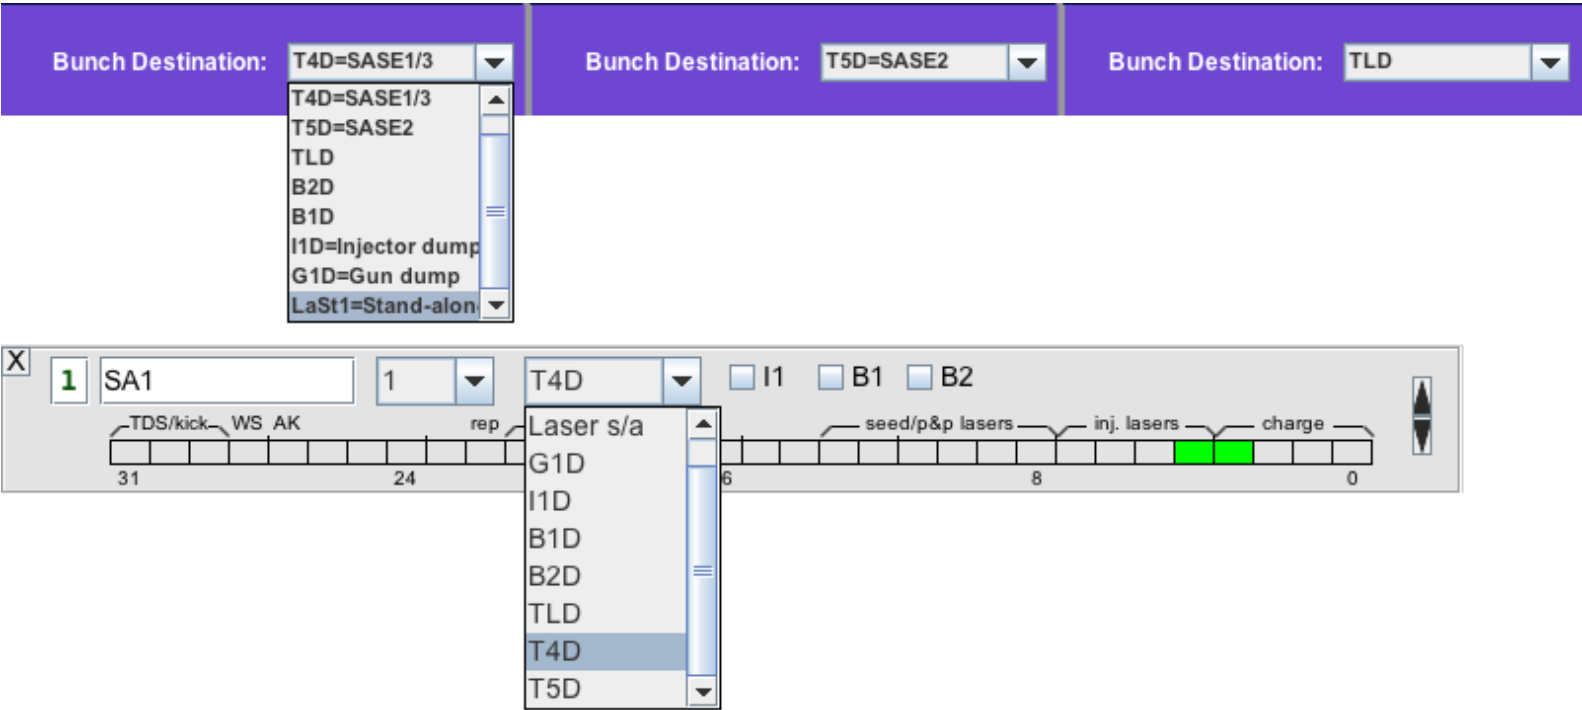 Bunch Destination: T4D=SASE1/3 Bunch Destination: T5D=SASE2 Bunch Destination: TLD
T4D=SASE1/3
T5D=SASE2
TLD
B2D
B1D
I1D=Injector dump
G1D=Gun dump
LaSt1=Stand-alon
X 1 SA1 1 T4D I1 B1 B2
TDS/kick WS AK rep seed/p&p lasers inj. lasers charge
31 24 6 8 0
Laser s/a
G1D
I1D
B1D
B2D
TLD
T4D
T5D